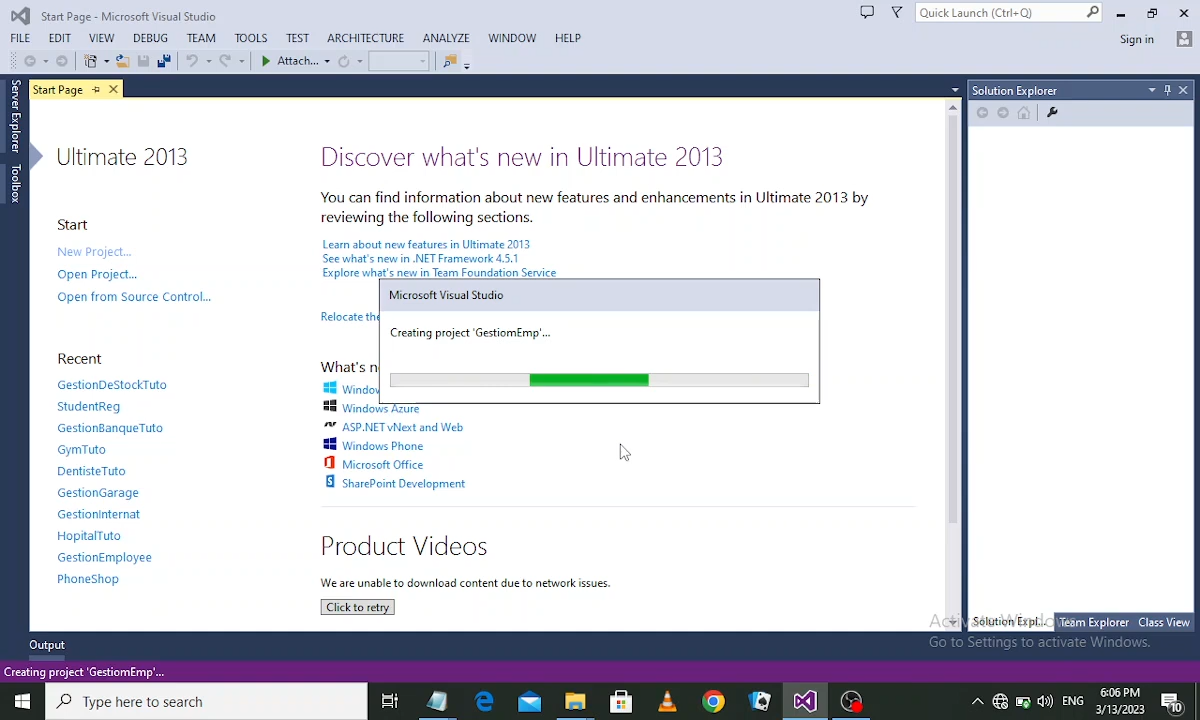 Start Page - Microsoft Visual Studio
Quick Launch (Ctrl+Q)
FILE EDIT VIEW DEBUG TEAM TOOLS TEST ARCHITECTURE ANALYZE WINDOW HELP
Sign in
Attach...
Server Explorer
Toolbox
Start Page
Solution Explorer
Ultimate 2013
Start
New Project...
Open Project...
Open from Source Control...
Recent
GestionDeStockTuto
StudentReg
GestionBanqueTuto
GymTuto
DentisteTuto
GestionGarage
GestionInternat
HopitalTuto
GestionEmployee
PhoneShop
Discover what's new in Ultimate 2013
You can find information about new features and enhancements in Ultimate 2013 by
reviewing the following sections.
Learn about new features in Ultimate 2013
See what's new in .NET Framework 4.5.1
Explore what's new in Team Foundation Service
Relocate the
What's n
Microsoft Visual Studio
Creating project 'GestiomEmp'...
Window
Windows Azure
ASP.NET vNext and Web
Windows Phone
Microsoft Office
SharePoint Development
Product Videos
We are unable to download content due to network issues.
Click to retry
Solution Expl... Team Explorer Class View
Activate Windows
Go to Settings to activate Windows.
Output
Creating project 'GestiomEmp'...
Type here to search
ENG
6:06 PM
3/13/2023
10